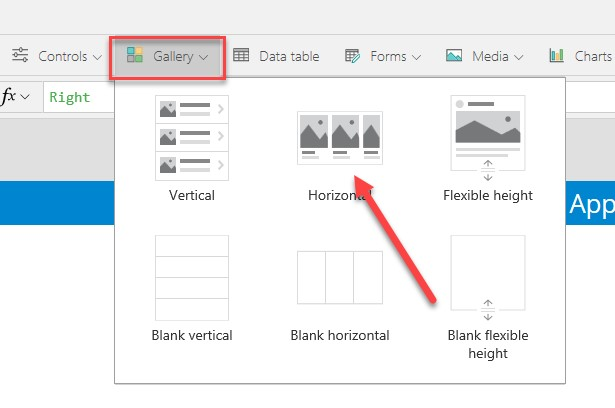 Controls Gallery Data table Forms Media Charts
fx Right
Vertical Horizontal Flexible height
App
Blank vertical Blank horizontal Blank flexible
height